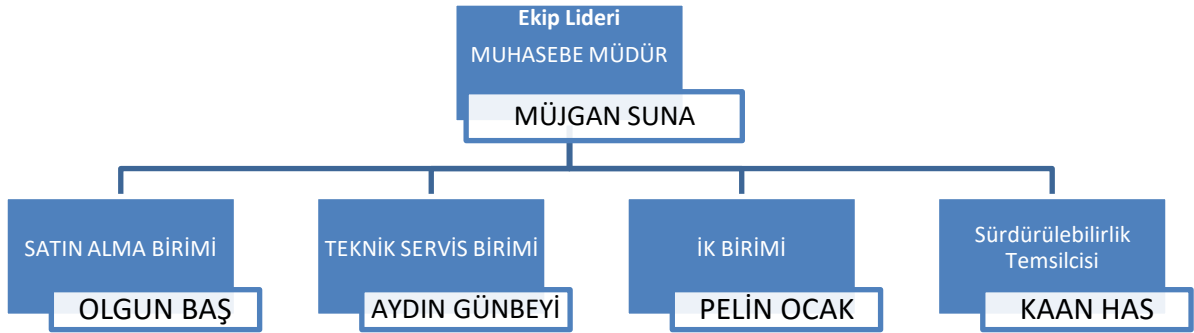 Ekip Lideri
MUHASEBE MÜDÜR
MÜJGAN SUNA
SATIN ALMA BİRİMİ
OLGUN BAŞ
TEKNİK SERVİS BİRİMİ
AYDIN GÜNBEYİ
İK BİRİMİ
PELİN OCAK
Sürdürülebilirlik
Temsilcisi
KAAN HAS